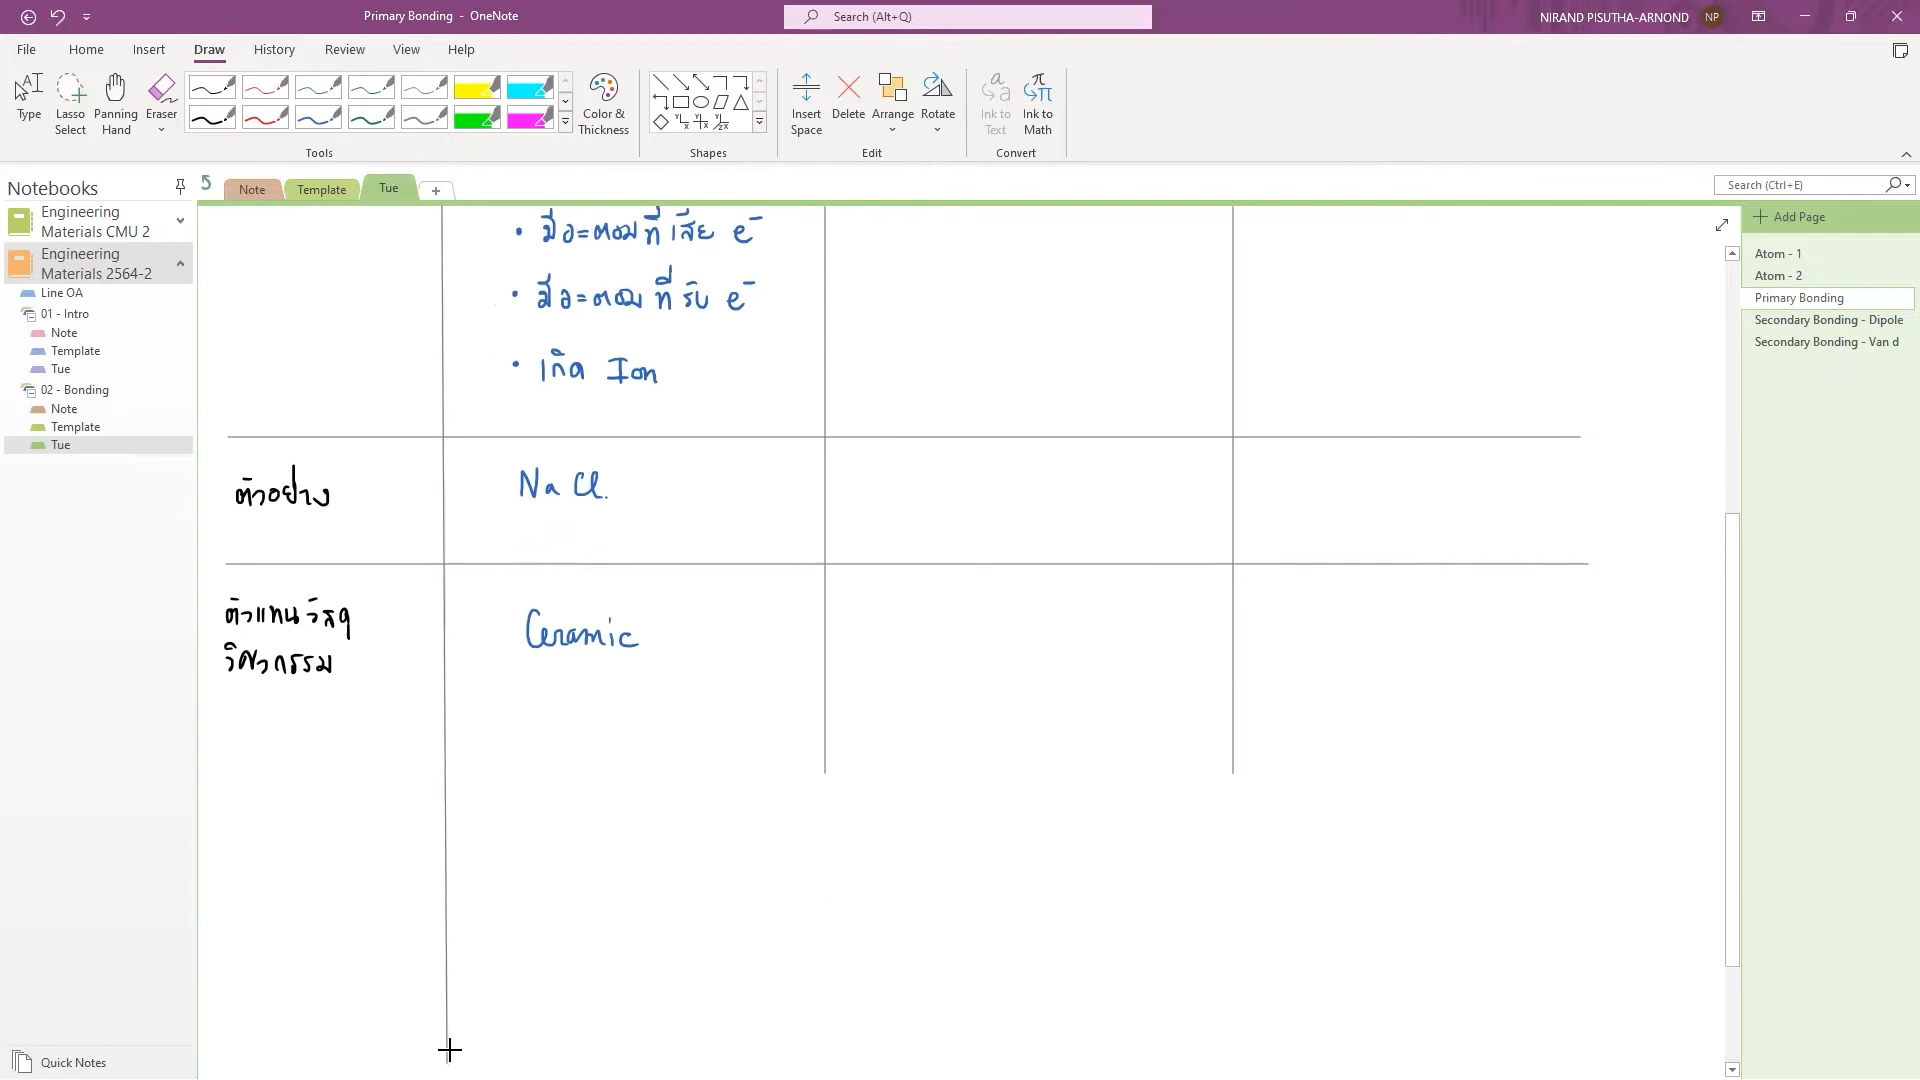 Primary Bonding - OneNote
Search (Alt+Q)
NIRAND PISUTHA-ARNOND
NP
File
Home
Insert
Draw
History
Review
View
Help
Type
Lasso Select
Panning Hand
Eraser
Color & Thickness
Insert Space
Delete
Arrange
Rotate
Ink to Text
Ink to Math
Tools
Shapes
Edit
Convert
Notebooks
Note
Template
Tue
Search (Ctrl+E)
Engineering
Materials CMU 2
Engineering
Materials 2564-2
Line OA
01 - Intro
Note
Template
Tue
02 - Bonding
Note
Template
Tue
Quick Notes
• มีอะตอมที่เสีย e⁻
• มีอะตอมที่รับ e⁻
• เกิด Ion
ตัวอย่าง
NaCl.
ตัวแทนวัสดุ
วิศวกรรม
Ceramic
Add Page
Atom - 1
Atom - 2
Primary Bonding
Secondary Bonding - Dipole
Secondary Bonding - Van d